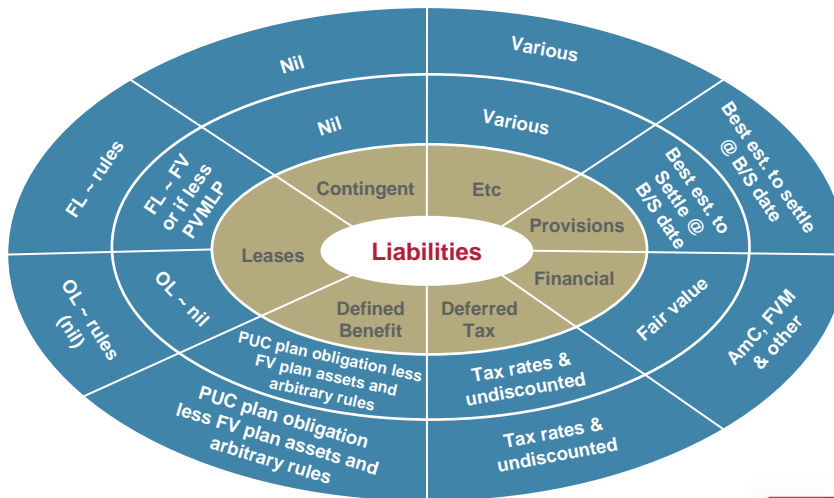 Nil
Various
Nil
Various
FL ~ rules
FL ~ FV
or if less
PVMLP
Contingent
Etc
Best est. to
Settle @
B/S date
Best est. to settle
@ B/S date
Leases
Liabilities
Provisions
Financial
OL ~ rules
(nil)
OL ~ nil
Defined
Benefit
Deferred
Tax
Fair value
AmC, FVM
& other
PUC plan obligation less
FV plan assets and
arbitrary rules
Tax rates &
undiscounted
PUC plan obligation
less FV plan assets and
arbitrary rules
Tax rates &
undiscounted